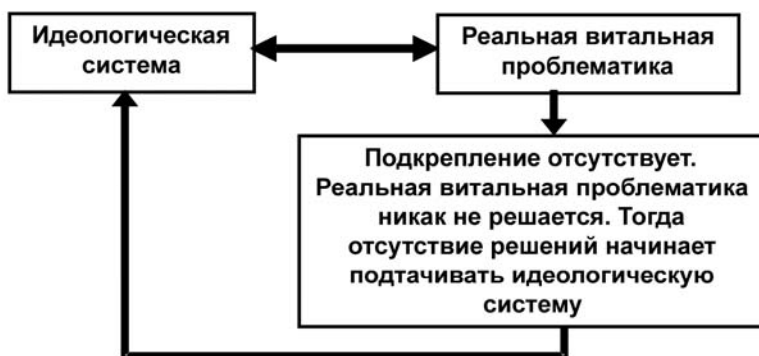 Идеологическая
система
Реальная витальная
проблематика
Подкрепление отсутствует.
Реальная витальная проблематика
никак не решается. Тогда
отсутствие решений начинает
подтачивать идеологическую
систему